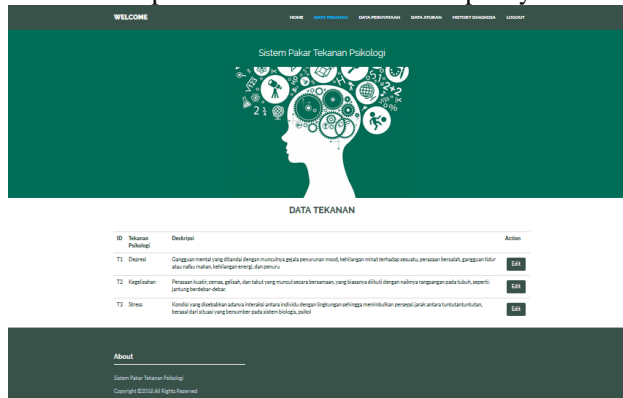 WELCOME
HOME DATA TEKANAN DATA PERNYATAAN DATA ATURAN HISTORY DIAGNOSA LOGOUT
Sistem Pakar Tekanan Psikologi
DATA TEKANAN
ID Tekanan Psikologi Deskripsi Action
T1 Depresi Gangguan mental yang ditandai dengan munculnya gejala penurunan mood, kehilangan minat terhadap sesuatu, perasaan bersalah, gangguan tidur
atau nafsu makan, kehilangan energi, dan penuru
Edit
T2 Kegelisahan Perasaan kuatir, cemas, gelisah, dan takut yang muncul secara bersamaan, yang biasanya diikuti dengan naiknya rangsangan pada tubuh, seperti:
jantung berdebar-debar.
Edit
T3 Stress Kondisi yang disebabkan adanya interaksi antara individu dengan lingkungan sehingga menimbulkan persepsi jarak antara tuntutantuntutan,
berasal dari situasi yang bersumber pada sistem biologis, psikol
Edit
About
Sistem Pakar Tekanan Psikologi
Copyright ©2018 All Rights Reserved